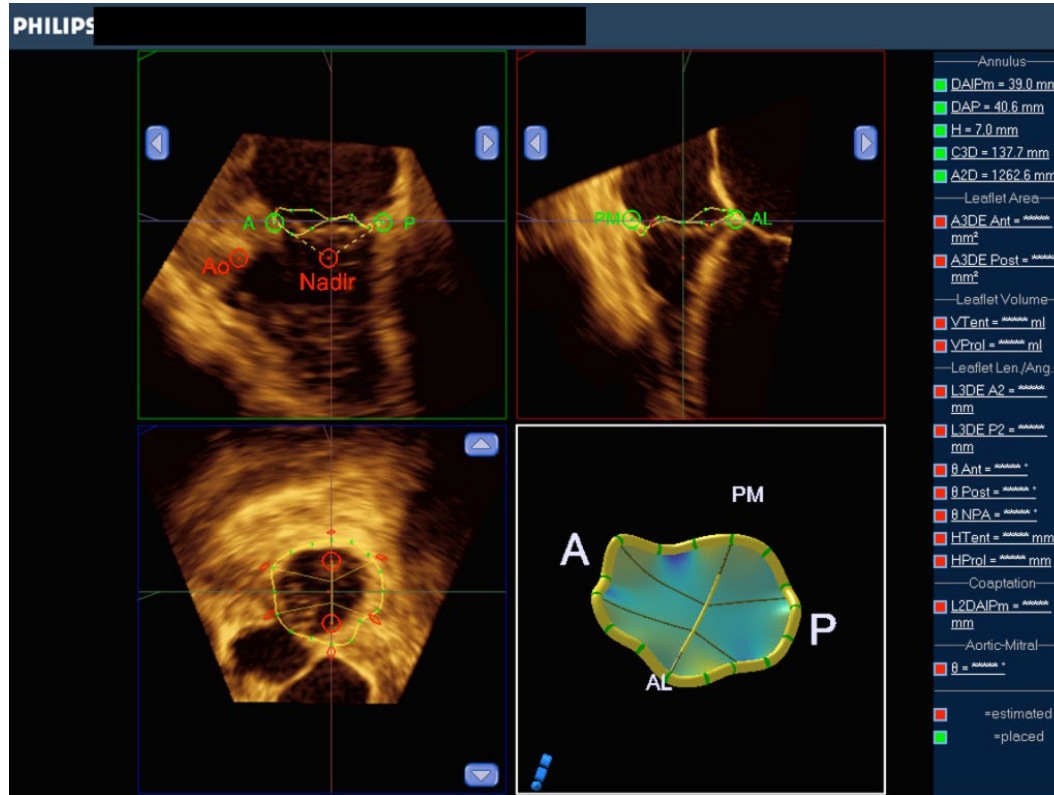 PHILIPS
A
P
Ao
Nadir
PM
AL
PM
A
P
AL
Annulus
DAlPm = 39.0 mm
DAP = 40.6 mm
H = 7.0 mm
C3D = 137.7 mm
A2D = 1262.6 mm
Leaflet Area
A3DE Ant = *****
mm²
A3DE Post = *****
mm²
Leaflet Volume
VTent = ***** ml
VProl = ***** ml
Leaflet Len./Ang.
L3DE A2 = *****
mm
L3DE P2 = *****
mm
θ Ant = ***** °
θ Post = ***** °
θ NPA = ***** °
HTent = ***** mm
HProl = ***** mm
Coaptation
L2DAlPm = *****
mm
Aortic-Mitral
θ = ***** °
=estimated
=placed